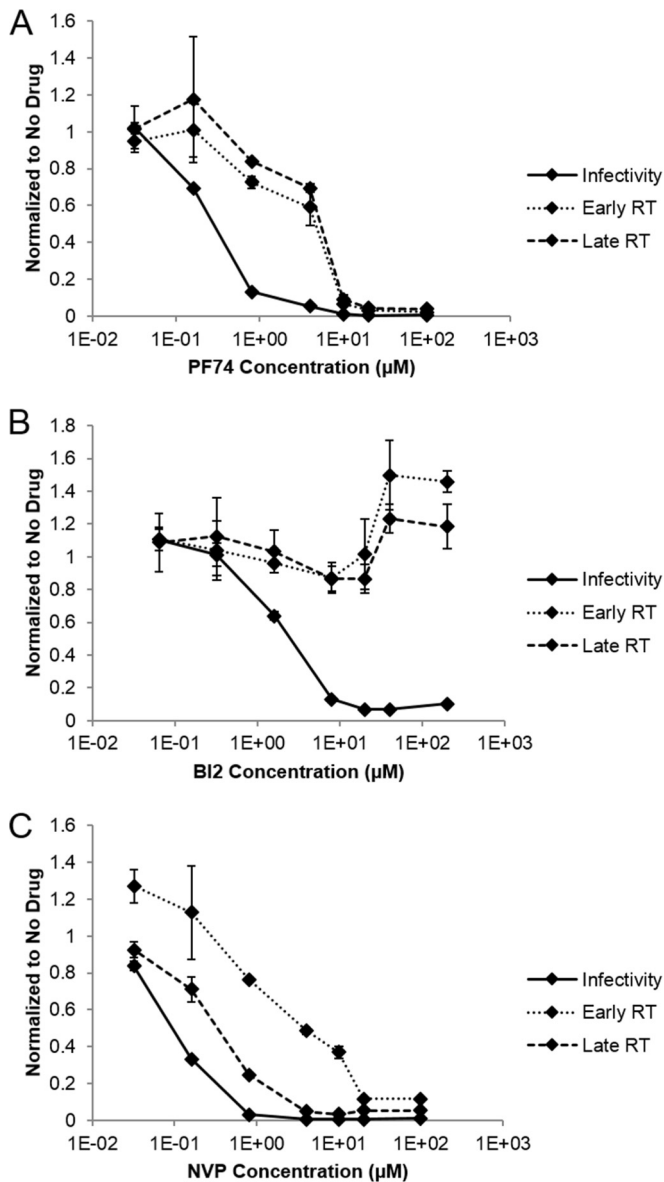 A
Normalized to No Drug
1.6
1.4
1.2
1
0.8
0.6
0.4
0.2
0
1E-02 1E-01 1E+00 1E+01 1E+02 1E+03
PF74 Concentration (µM)
Infectivity
Early RT
Late RT
B
Normalized to No Drug
1.8
1.6
1.4
1.2
1
0.8
0.6
0.4
0.2
0
1E-02 1E-01 1E+00 1E+01 1E+02 1E+03
BI2 Concentration (µM)
Infectivity
Early RT
Late RT
C
Normalized to No Drug
1.6
1.4
1.2
1
0.8
0.6
0.4
0.2
0
1E-02 1E-01 1E+00 1E+01 1E+02 1E+03
NVP Concentration (µM)
Infectivity
Early RT
Late RT